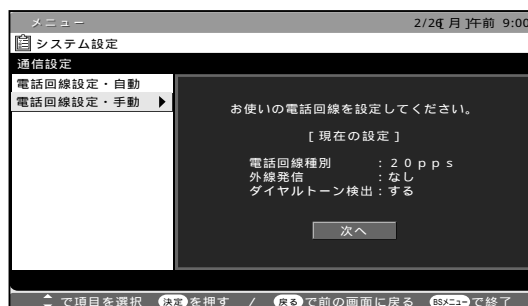 メニュー 2/26[月]午前 9:00
システム設定
通信設定
電話回線設定・自動
電話回線設定・手動
お使いの電話回線を設定してください。
[現在の設定]
電話回線種別 :20pps
外線発信 :なし
ダイヤルトーン検出:する
次へ
で項目を選択 決定を押す / 戻るで前の画面に戻る BSメニューで終了